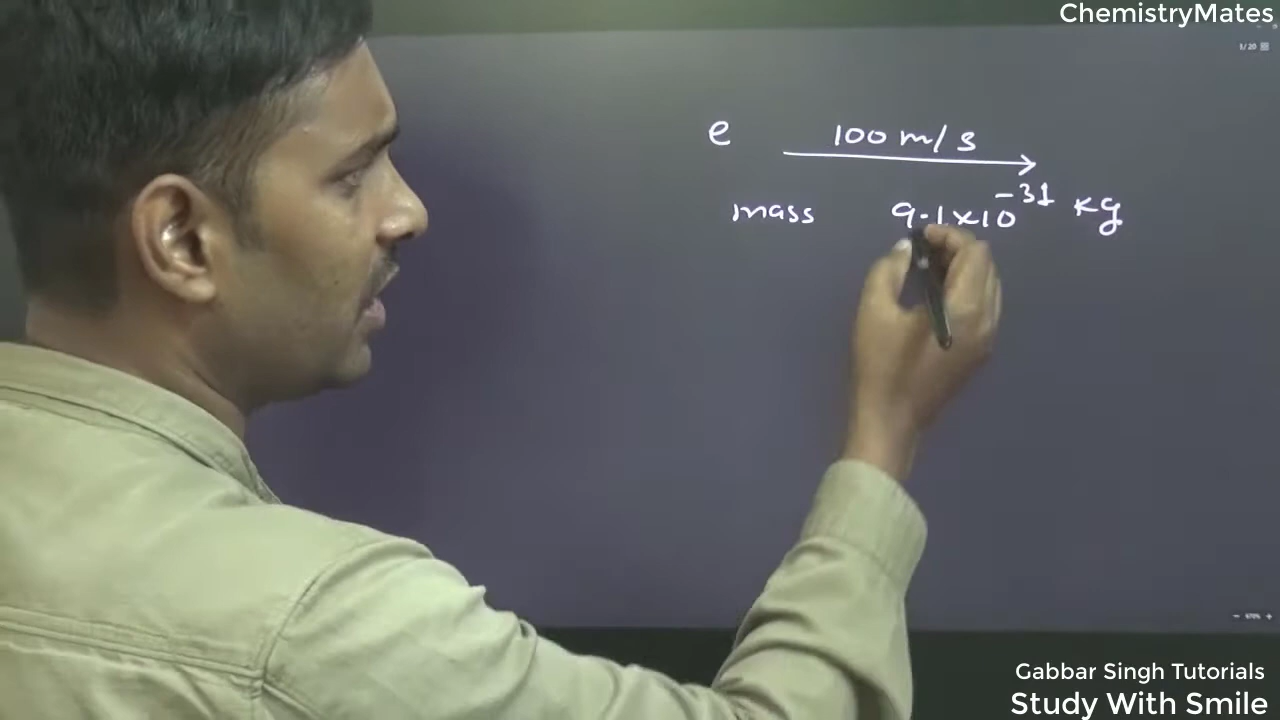 ChemistryMates
e 100 m/s
mass 9.1×10⁻³¹ kg
Gabbar Singh Tutorials
Study With Smile